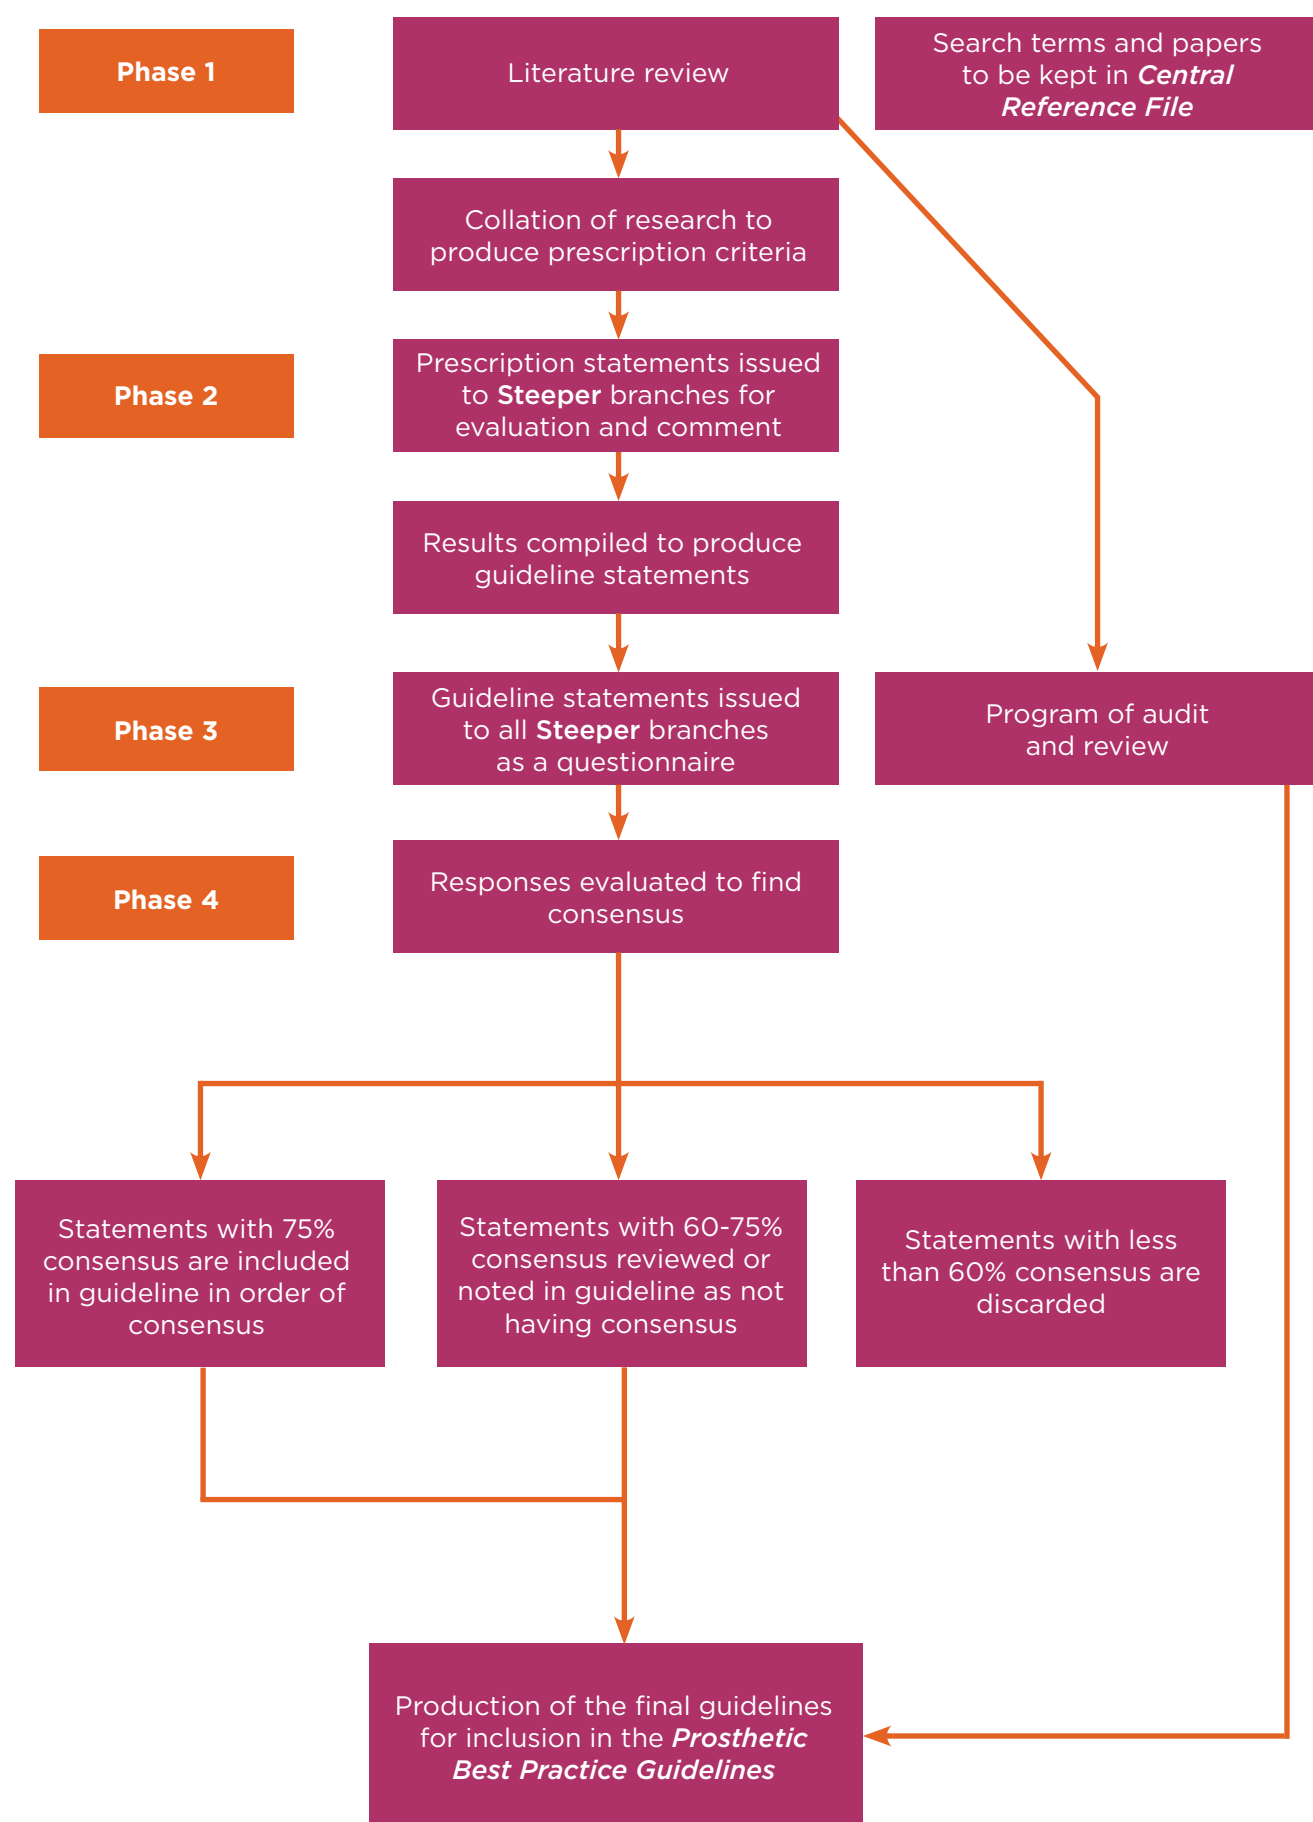 Phase 1
Literature review
Search terms and papers
to be kept in Central
Reference File
Collation of research to
produce prescription criteria
Phase 2
Prescription statements issued
to Steeper branches for
evaluation and comment
Results compiled to produce
guideline statements
Phase 3
Guideline statements issued
to all Steeper branches
as a questionnaire
Program of audit
and review
Phase 4
Responses evaluated to find
consensus
Statements with 75%
consensus are included
in guideline in order of
consensus
Statements with 60-75%
consensus reviewed or
noted in guideline as not
having consensus
Statements with less
than 60% consensus are
discarded
Production of the final guidelines
for inclusion in the Prosthetic
Best Practice Guidelines